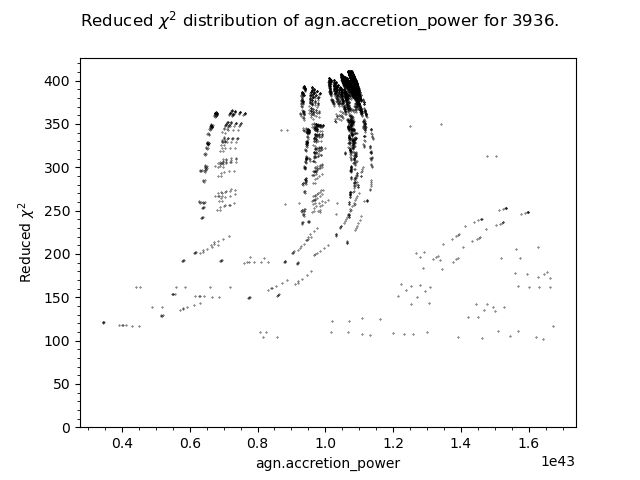 Reduced χ² distribution of agn.accretion_power for 3936.
400
350
300
250
200
150
100
50
0
Reduced χ²
0.4 0.6 0.8 1.0 1.2 1.4 1.6
1e43
agn.accretion_power